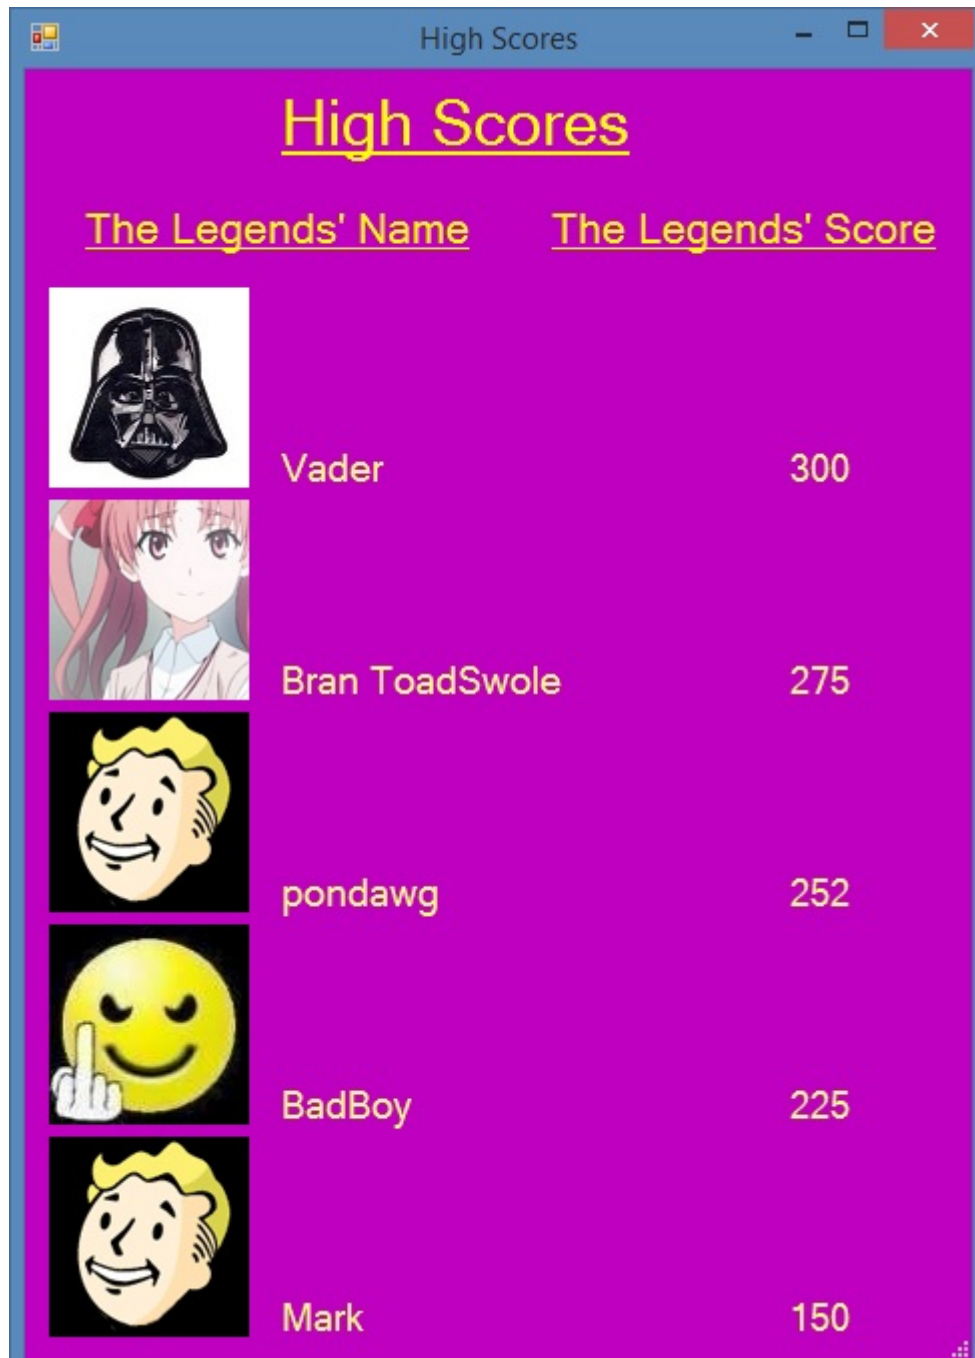 High Scores
High Scores
The Legends' Name The Legends' Score
Vader 300
Bran ToadSwole 275
pondawg 252
BadBoy 225
Mark 150